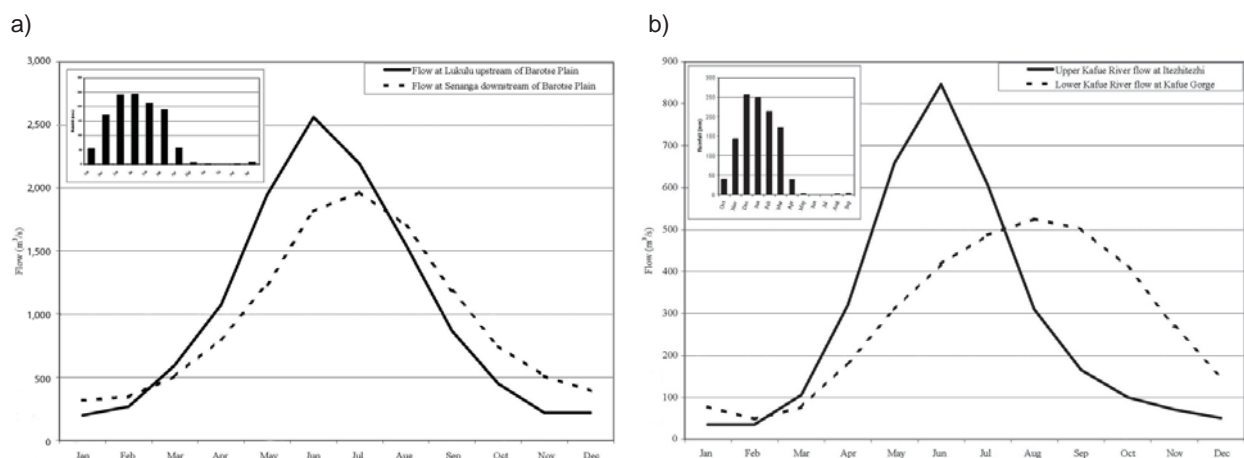 a)
3,000
2,500
2,000
1,500
1,000
500
0
Flow (m³/s)
Jan Feb Mar Apr May Jun Jul Aug Sep Oct Nov Dec
Flow at Lukulu upstream of Barotse Plain
Flow at Senanga downstream of Barotse Plain
b)
900
800
700
600
500
400
300
200
100
0
Flow (m³/s)
Jan Feb Mar Apr May Jun Jul Aug Sep Oct Nov Dec
Upper Kafue River flow at Itezhitezhi
Lower Kafue River flow at Kafue Gorge
Rainfall (mm)
300
250
200
150
100
50
0
Oct Nov Dec Jan Feb Mar Apr May Jun Jul Aug Sep